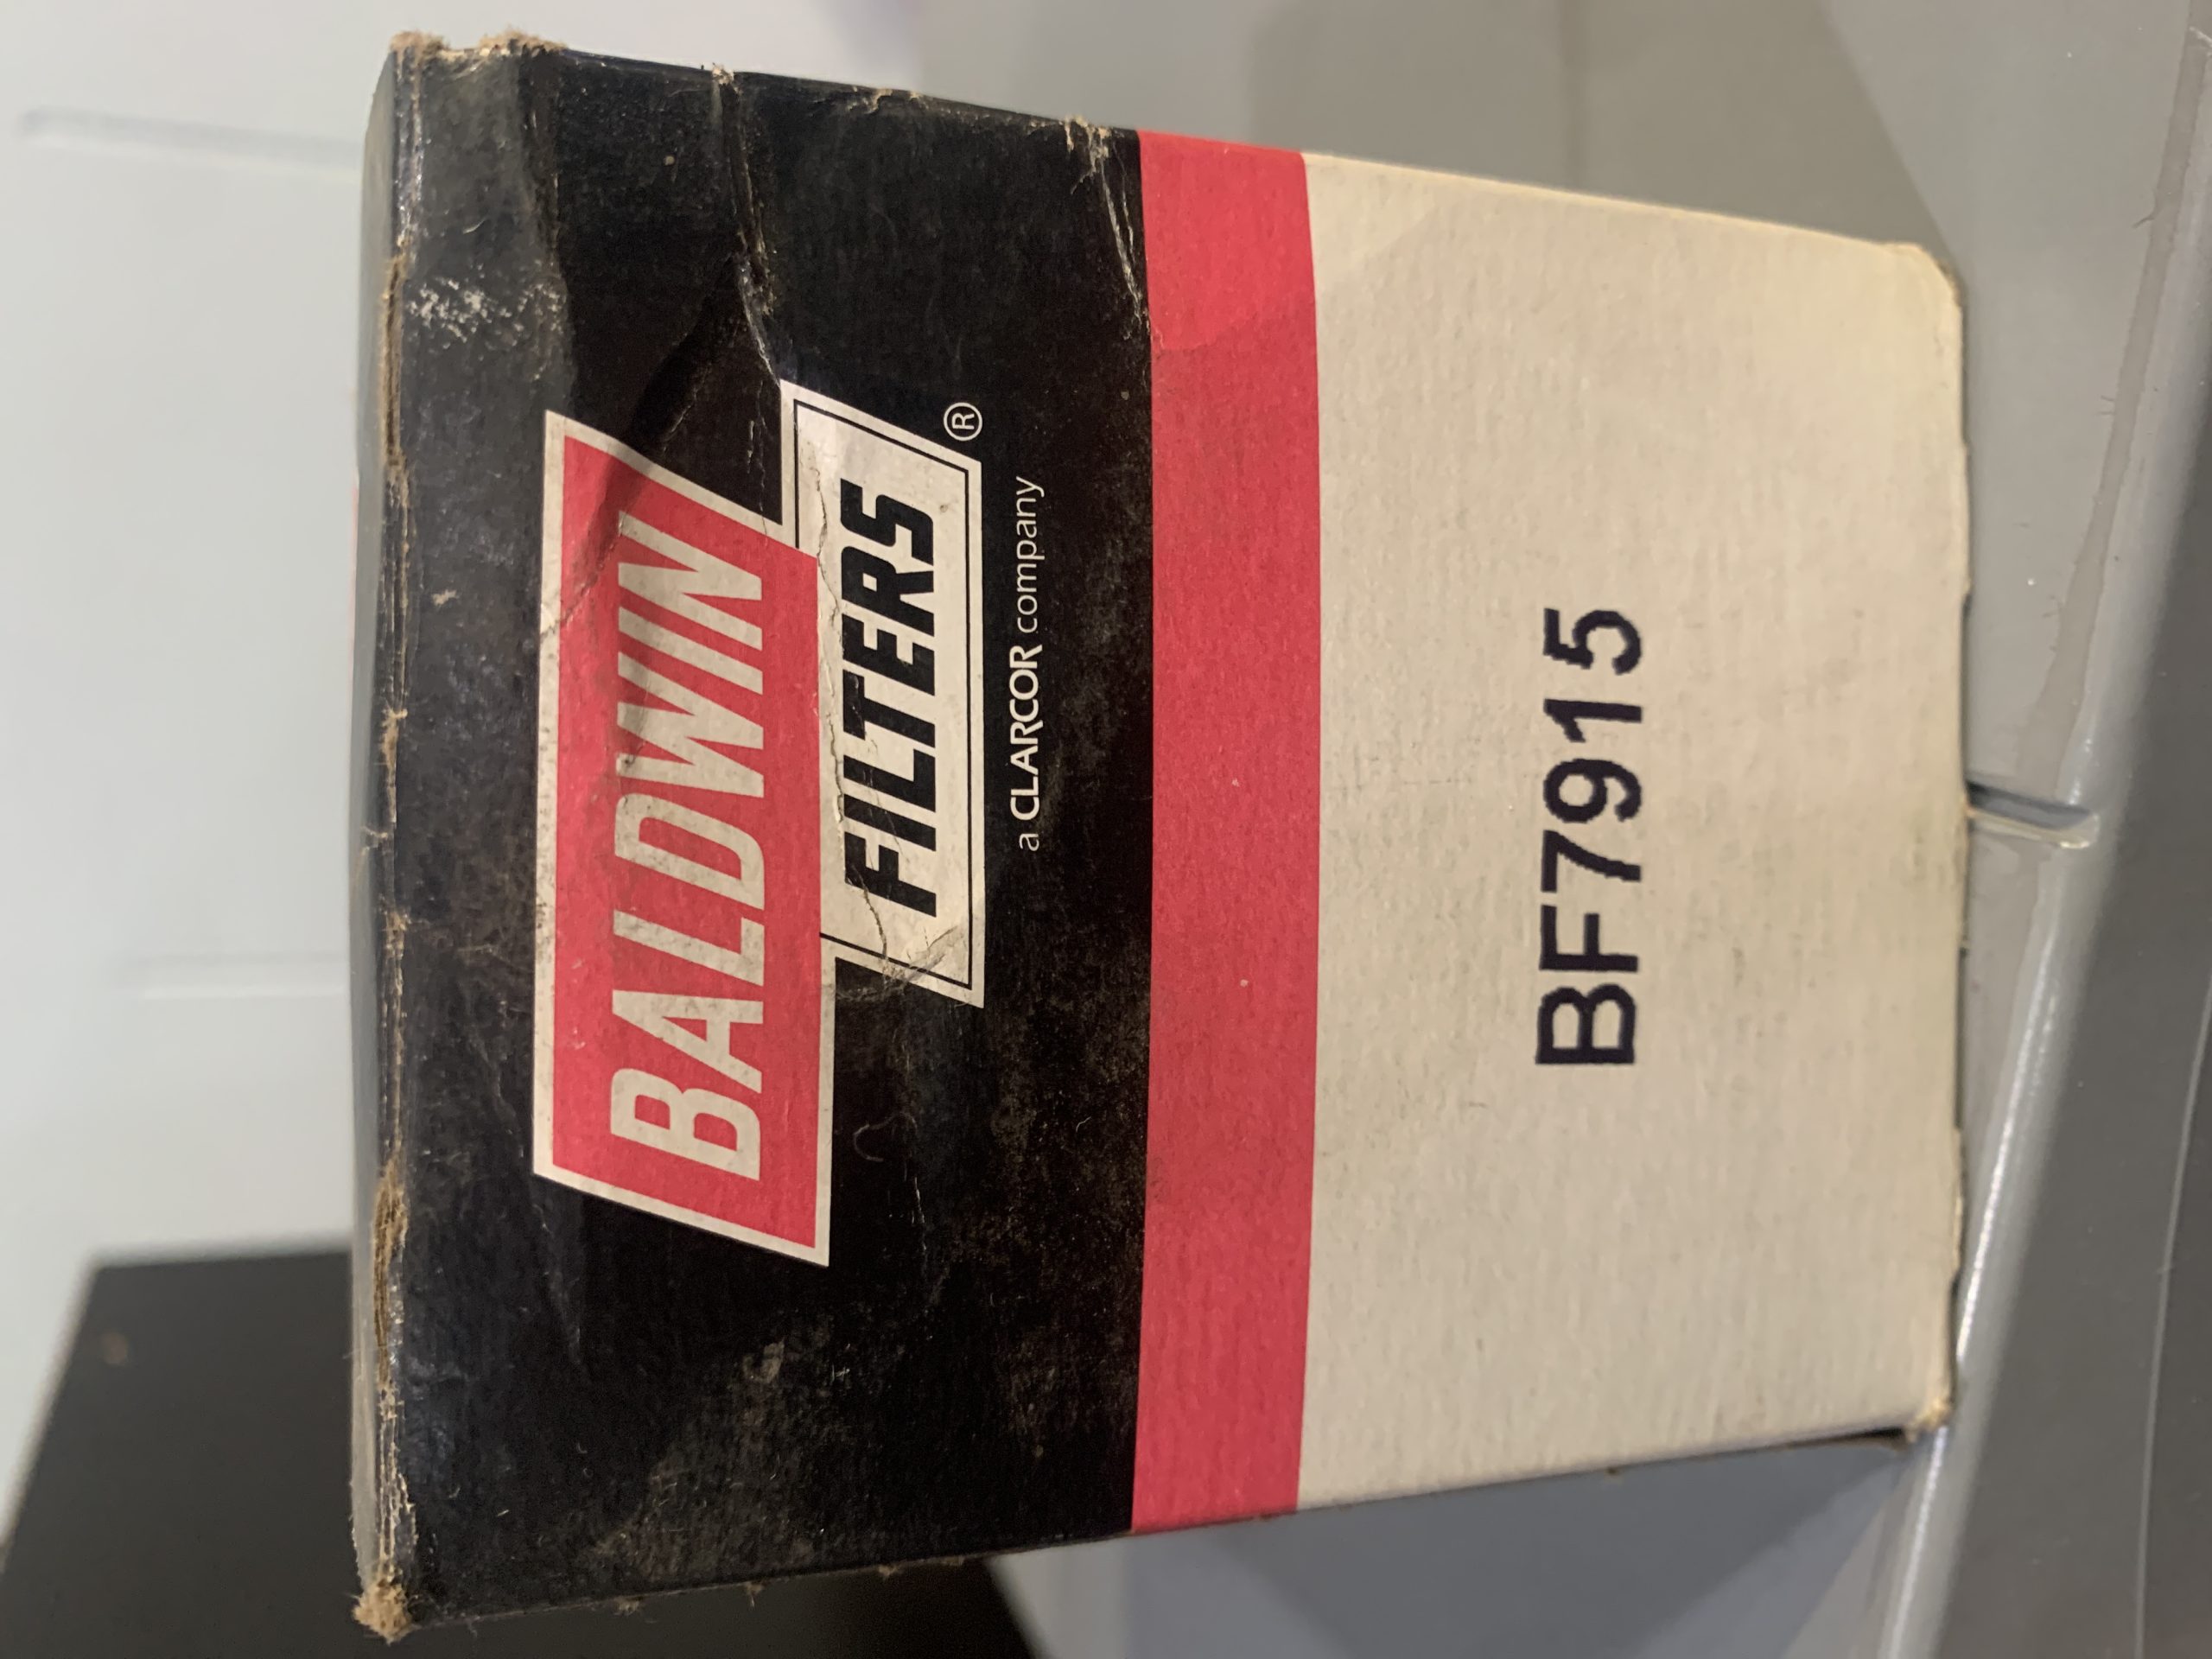 BALDWIN
FILTERS®
a CLARCOR company
BF7915